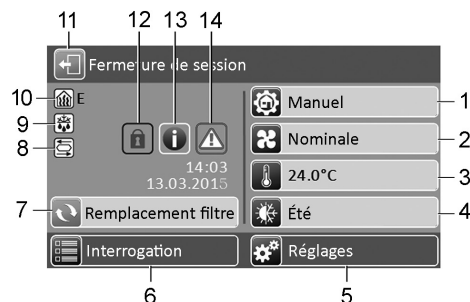 11 12 13 14
Fermeture de session
10 E
9
8
14:03
13.03.2015
Manuel 1
Nominale 2
24.0°C 3
Été 4
7 Remplacement filtre
Interrogation
Réglages
6 5